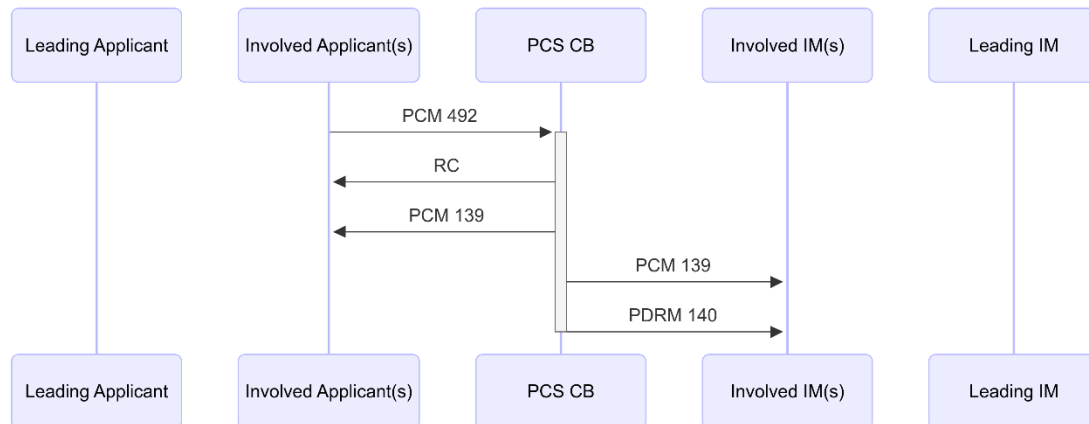 Leading Applicant
Involved Applicant(s)
PCS CB
Involved IM(s)
Leading IM
PCM 492
RC
PCM 139
PCM 139
PDRM 140
Leading Applicant
Involved Applicant(s)
PCS CB
Involved IM(s)
Leading IM